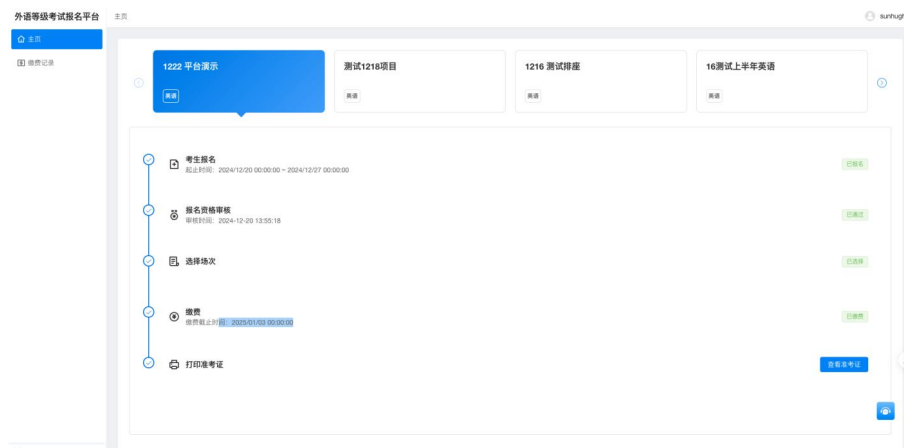 外语等级考试报名平台
主页
sunhugf
主页
缴费记录
1222 平台演示
英语
测试1218项目
英语
1216 测试排座
英语
16测试上半年英语
英语
考生报名
起止时间：2024/12/20 00:00:00 ~ 2024/12/27 00:00:00
已报名
报名资格审核
审核时间：2024-12-20 13:55:18
已通过
选择场次
已选择
缴费
缴费截止时间：2025/01/03 00:00:00
已缴费
打印准考证
查看准考证